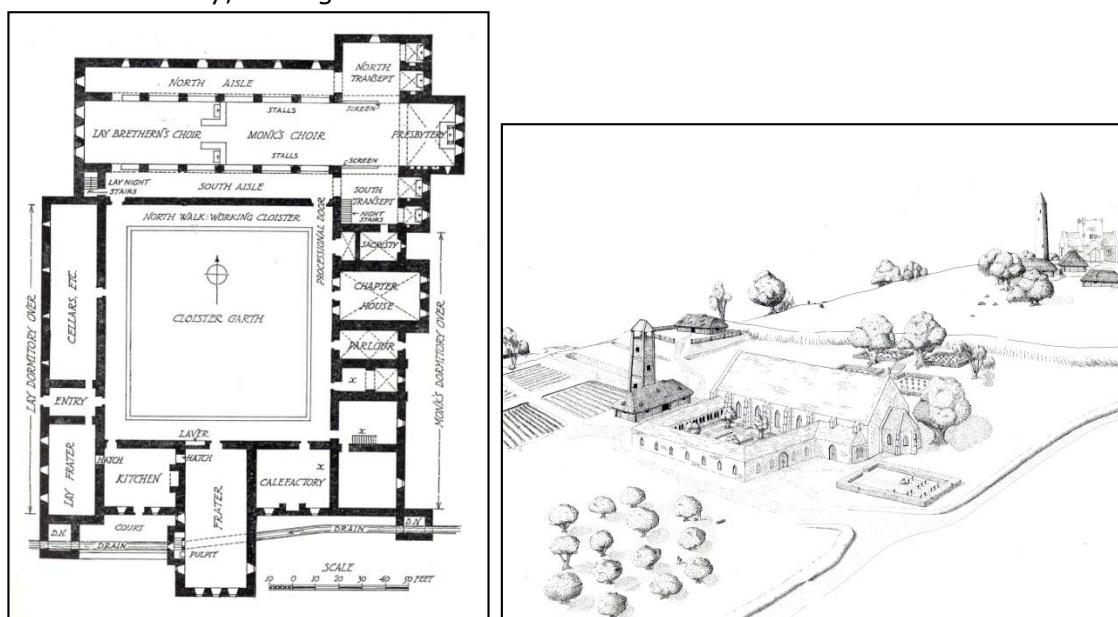 NORTH AISLE
NORTH
TRANSEPT
STALLS
SCREEN
LAY BRETHERN'S CHOIR
MONK'S CHOIR
PRESBYTERY
STALLS
SCREEN
LAY NIGHT
STAIRS
SOUTH AISLE
SOUTH
TRANSEPT
NIGHT
STAIRS
NORTH WALK: WORKING CLOISTER
PROCESSIONAL DOOR
SACRISTY
LAY DORMITORY OVER
CELLARS, ETC.
CLOISTER GARTH
CHAPTER
HOUSE
PARLOUR
MONK'S DORMITORY OVER
x
ENTRY
LAVER
x
HATCH
HATCH
LAY FRATER
KITCHEN
FRATER
CALEFACTORY
x
D.N.
COURT
DRAIN
PULPIT
DRAIN
D.N.
SCALE
10 0 10 20 30 40 50 FEET